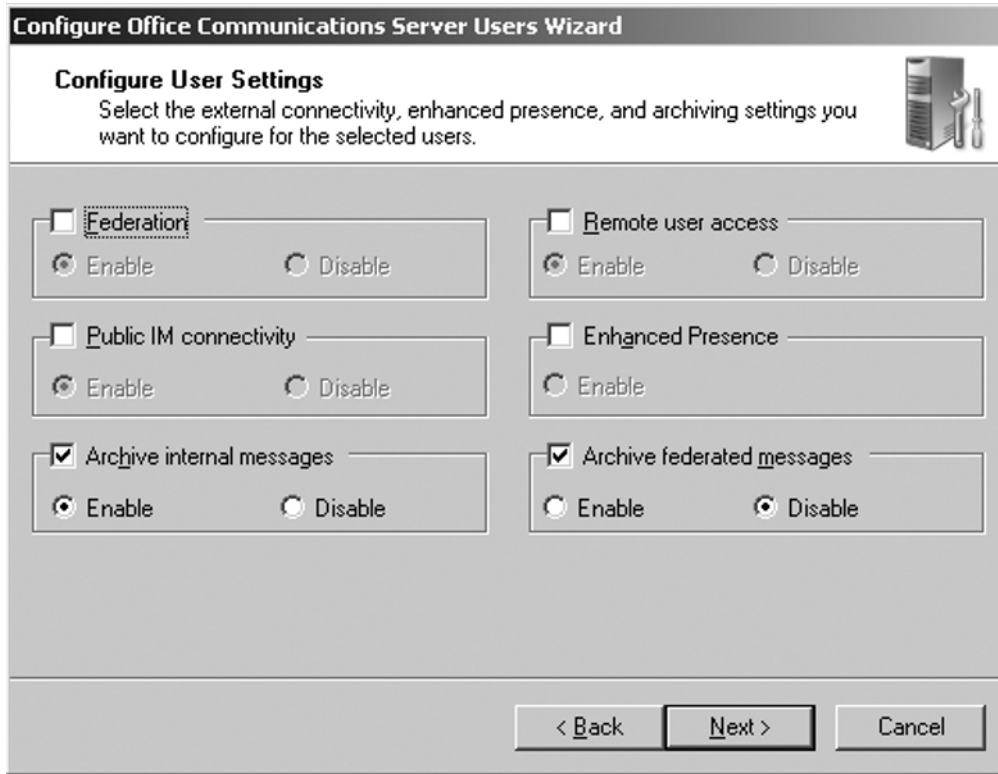 Configure Office Communications Server Users Wizard
Configure User Settings
Select the external connectivity, enhanced presence, and archiving settings you
want to configure for the selected users.
Federation
Enable Disable
Remote user access
Enable Disable
Public IM connectivity
Enable Disable
Enhanced Presence
Enable
Archive internal messages
Enable Disable
Archive federated messages
Enable Disable
< Back Next > Cancel